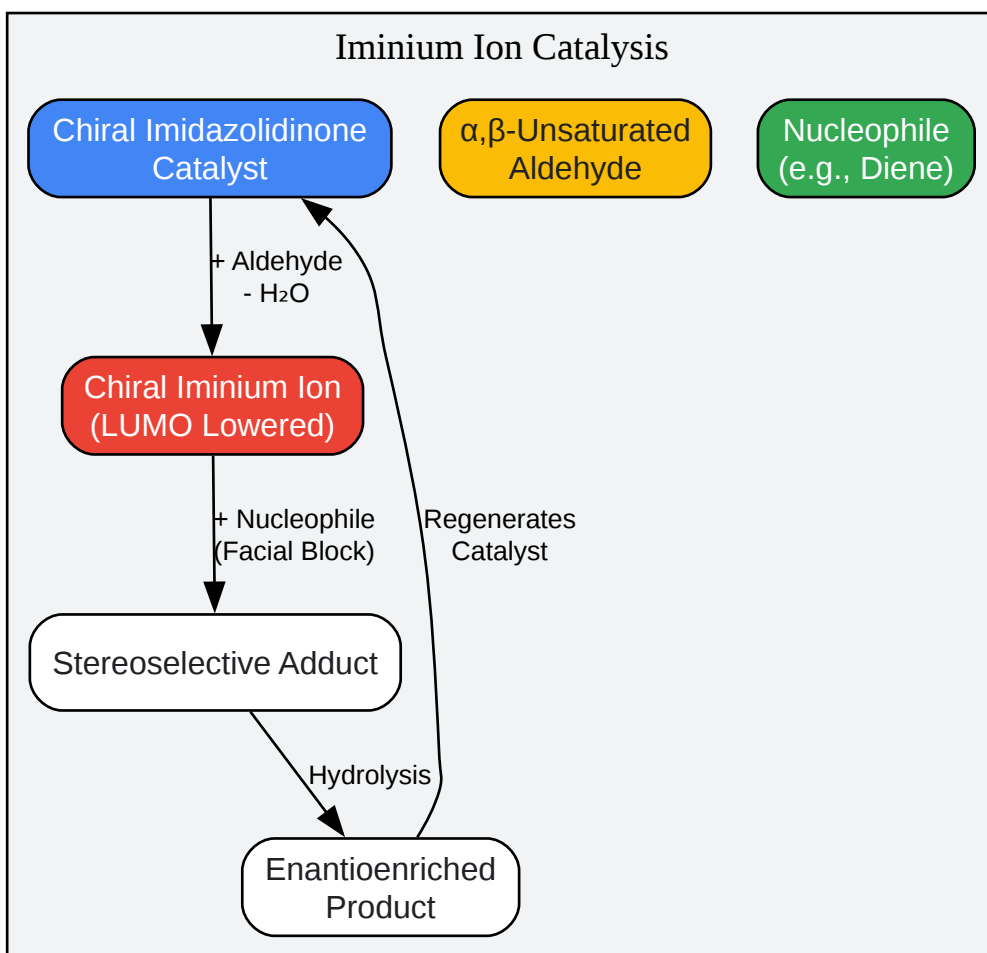 Iminium Ion Catalysis
Chiral Imidazolidinone
Catalyst
α,β-Unsaturated
Aldehyde
Nucleophile
(e.g., Diene)
+ Aldehyde
- H₂O
Chiral Iminium Ion
(LUMO Lowered)
+ Nucleophile
(Facial Block)
Regenerates
Catalyst
Stereoselective Adduct
Hydrolysis
Enantioenriched
Product